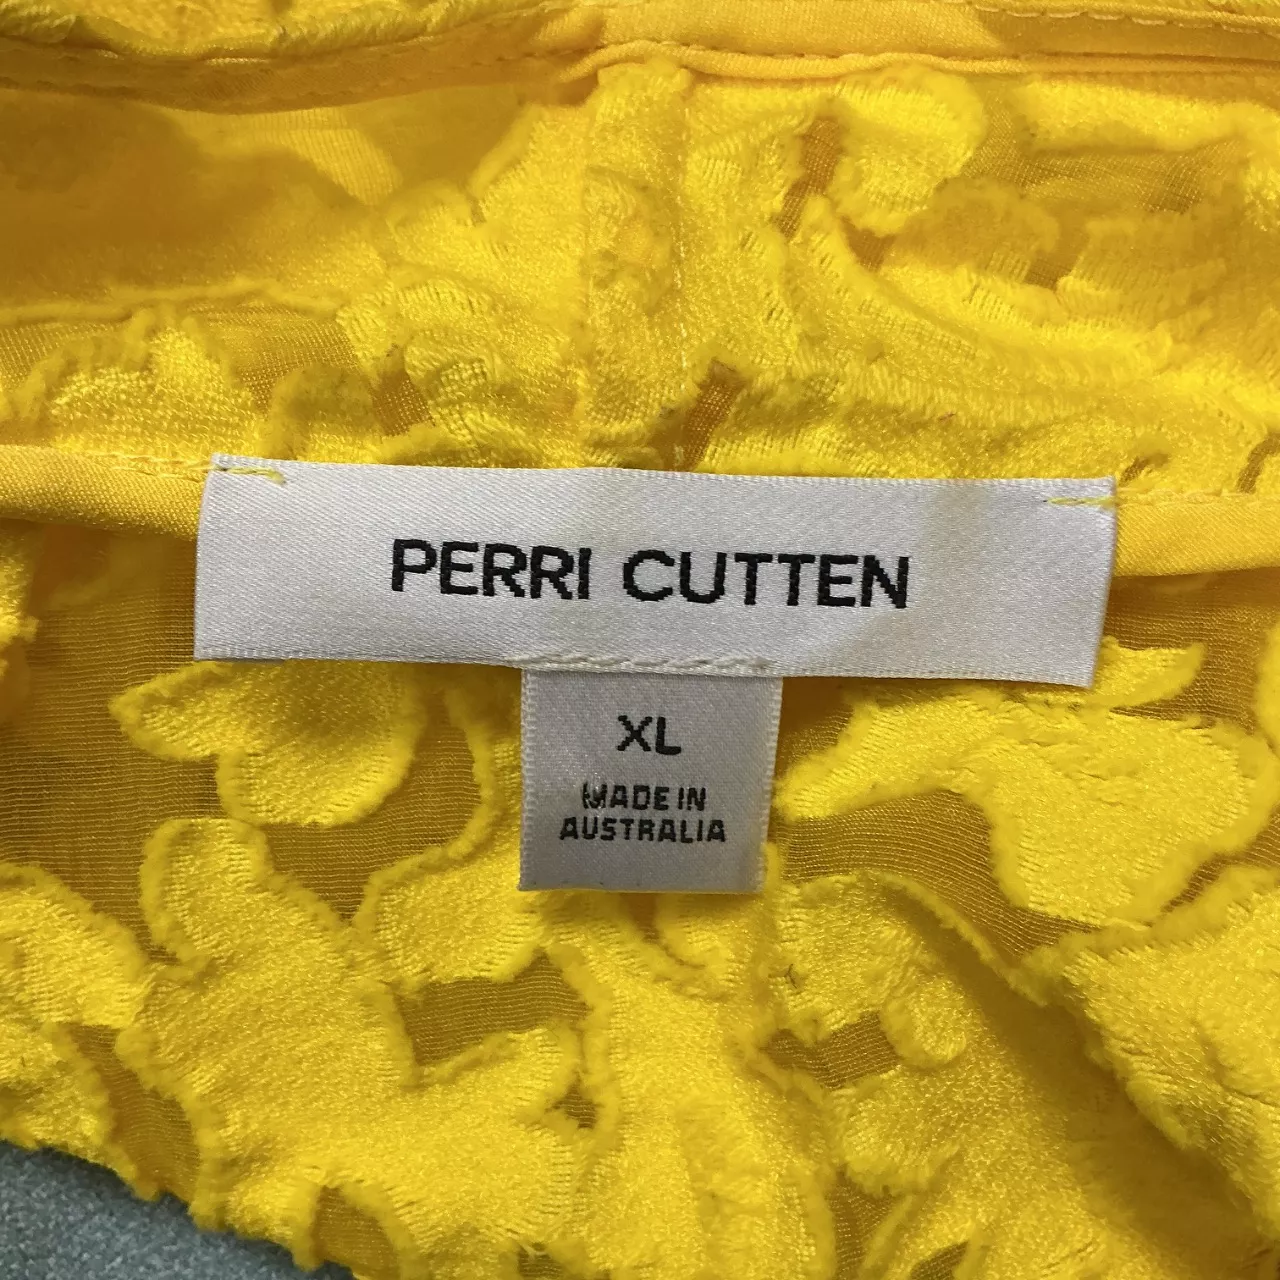 PERRI CUTTEN
XL
MADE IN
AUSTRALIA